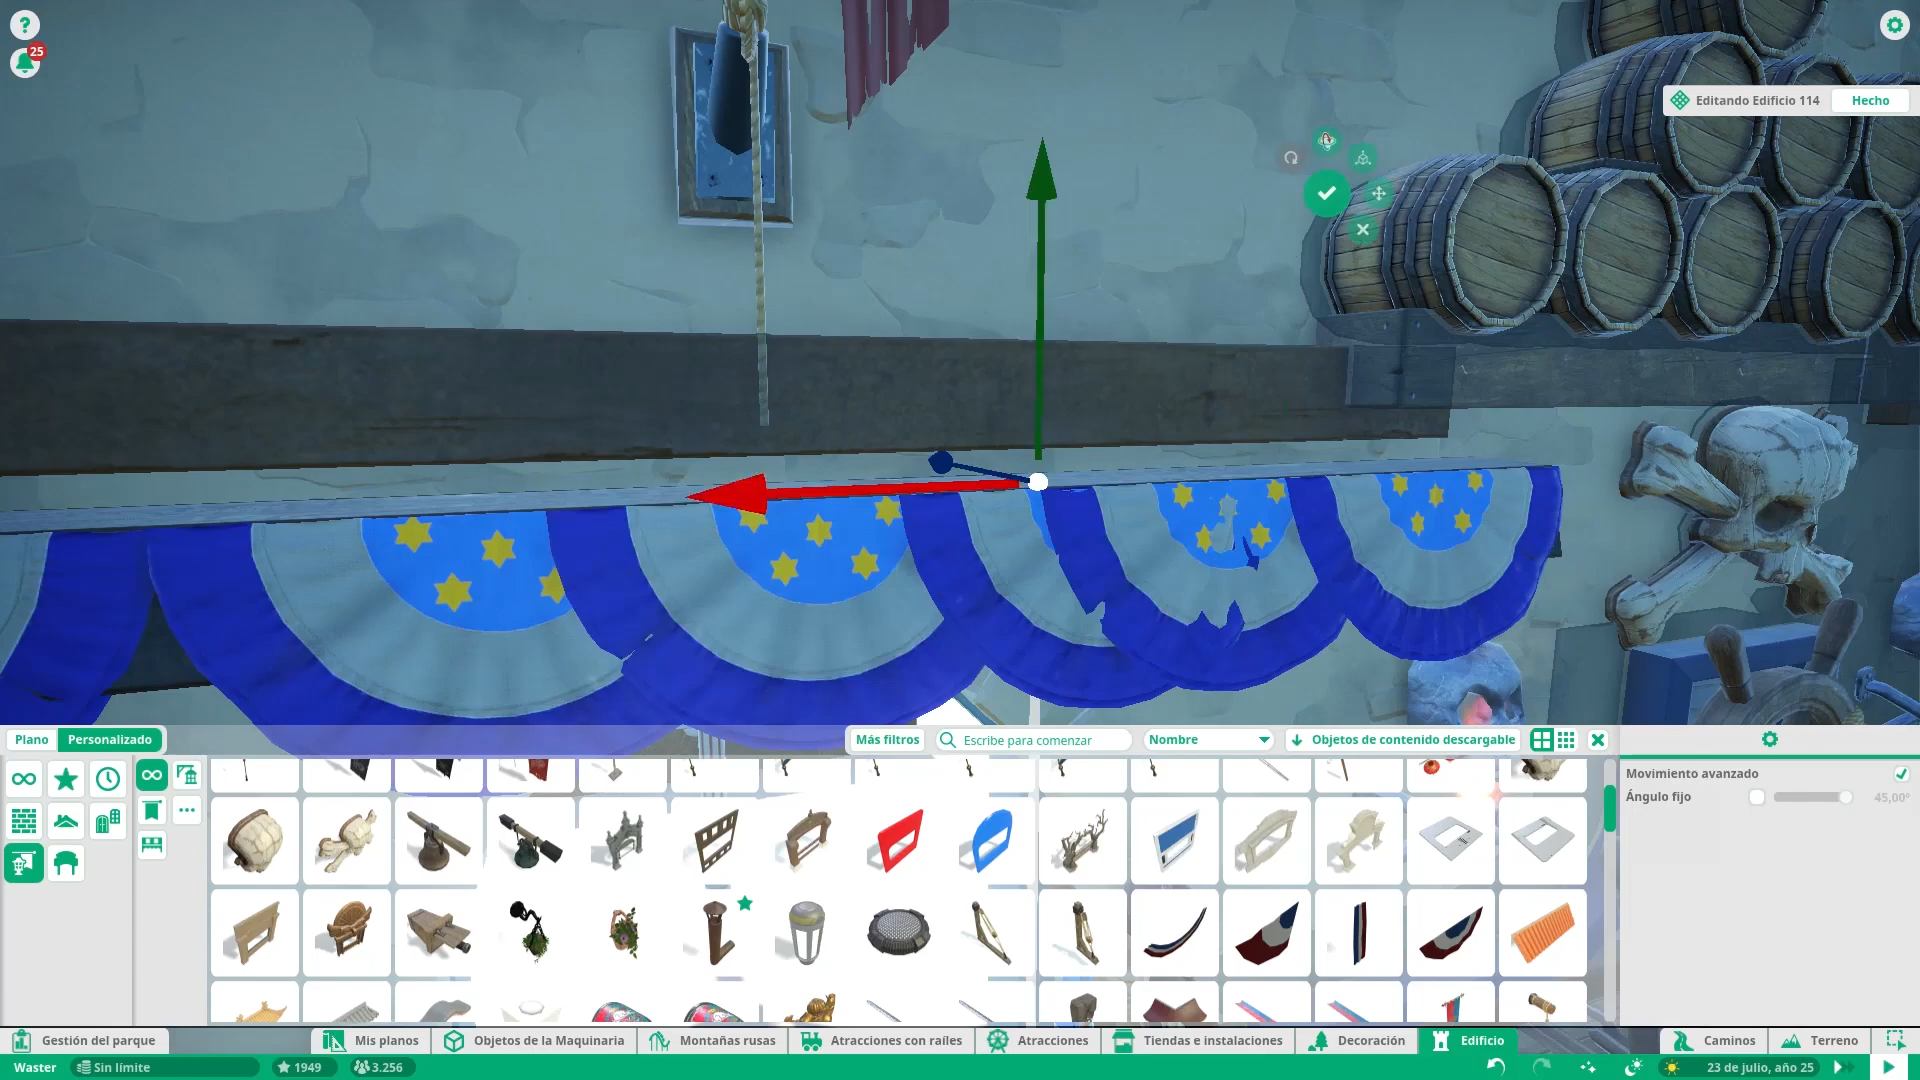 ?
25
Editando Edificio 114
Hecho
Plano
Personalizado
Más filtros
Escribe para comenzar
Nombre
Objetos de contenido descargable
Movimiento avanzado
Ángulo fijo
45,00°
Gestión del parque
Mis planos
Objetos de la Maquinaria
Montañas rusas
Atracciones con raíles
Atracciones
Tiendas e instalaciones
Decoración
Edificio
Caminos
Terreno
Waster
Sin límite
1949
3.256
23 de julio, año 25